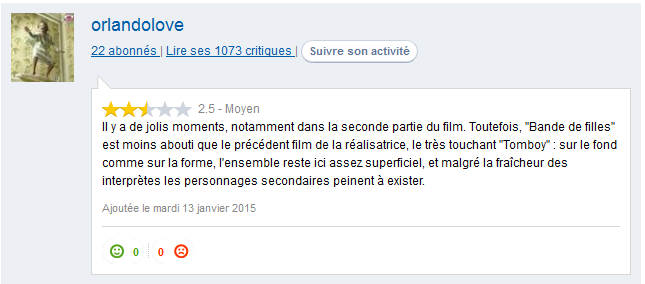 orlandolove
22 abonnés | Lire ses 1073 critiques | Suivre son activité
2.5 - Moyen
Il y a de jolis moments, notamment dans la seconde partie du film. Toutefois, "Bande de filles"
est moins abouti que le précédent film de la réalisatrice, le très touchant "Tomboy" : sur le fond
comme sur la forme, l'ensemble reste ici assez superficiel, et malgré la fraîcheur des
interprètes les personnages secondaires peinent à exister.
Ajoutée le mardi 13 janvier 2015
0 0